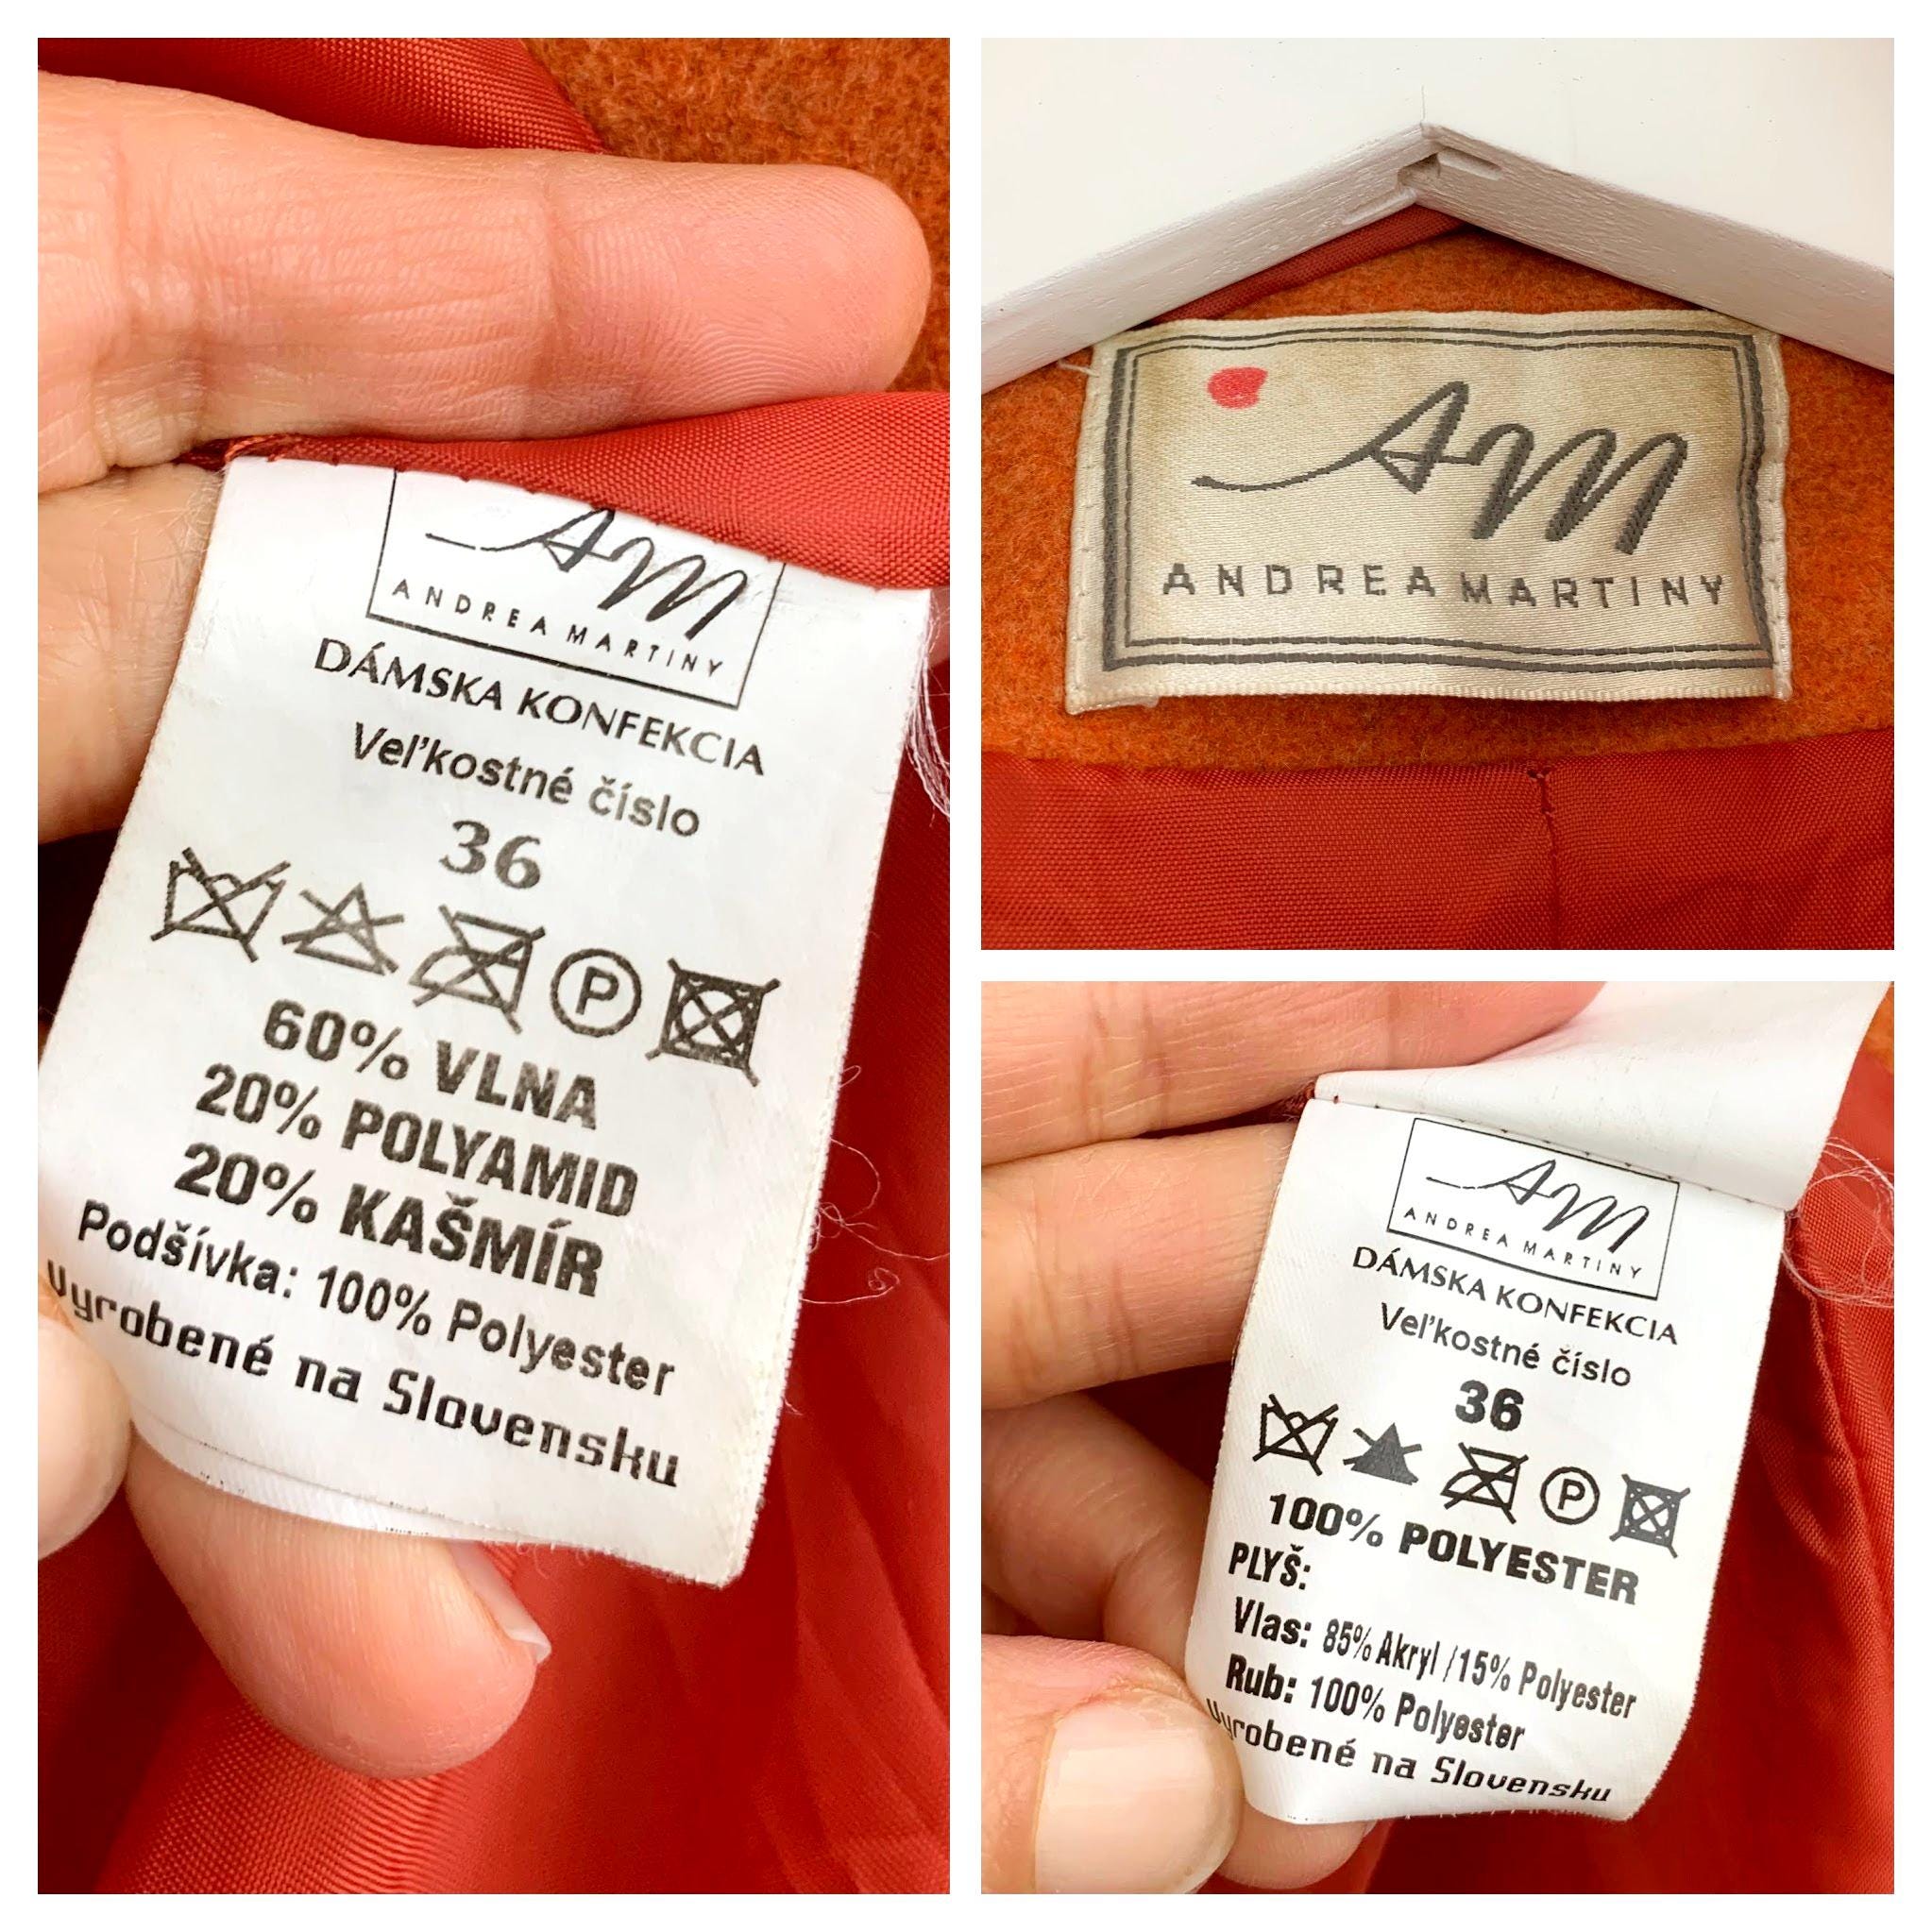 AM
ANDREA MARTINY
DÁMSKA KONFEKCIA
Veľkostné číslo
36
P
60% VLNA
20% POLYAMID
20% KAŠMÍR
Podšívka: 100% Polyester
Vyrobené na Slovensku
AM
ANDREA MARTINY
AM
ANDREA MARTINY
DÁMSKA KONFEKCIA
Veľkostné číslo
36
P
100% POLYESTER
PLYŠ:
Vlas: 85% Akryl /15% Polyester
Rub: 100% Polyester
Vyrobené na Slovensku